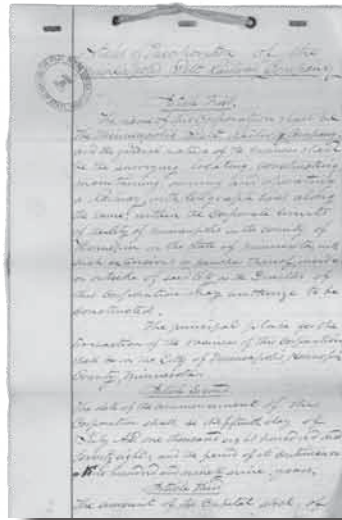 Articles of Incorporation of the
Minneapolis Belt Railway Company
Article First.
The name of this Corporation shall be
The Minneapolis Belt Railway Company
and the general nature of its business shall
be the surveying locating, constructing
maintaining, owning and operating
a railway with telegraph lines along
the same, within the corporate limits
of the City of Minneapolis in the County of
Hennepin in the State of Minnesota with
such extensions or branches thereof, inside
or outside of said City as the Directors of
this Corporation may authorize to be
constructed.
The principal place for the
transaction of the business of this Corporation
shall be in the City of Minneapolis, Hennepin
County, Minnesota.
Article Second.
The date of the commencement of this
Corporation shall be the fifth day of
July AD. one thousand eight hundred and
seventy eight, and the period of its continuance
hundred and ninety nine years.
Article Third
The amount of the Capital Stock of